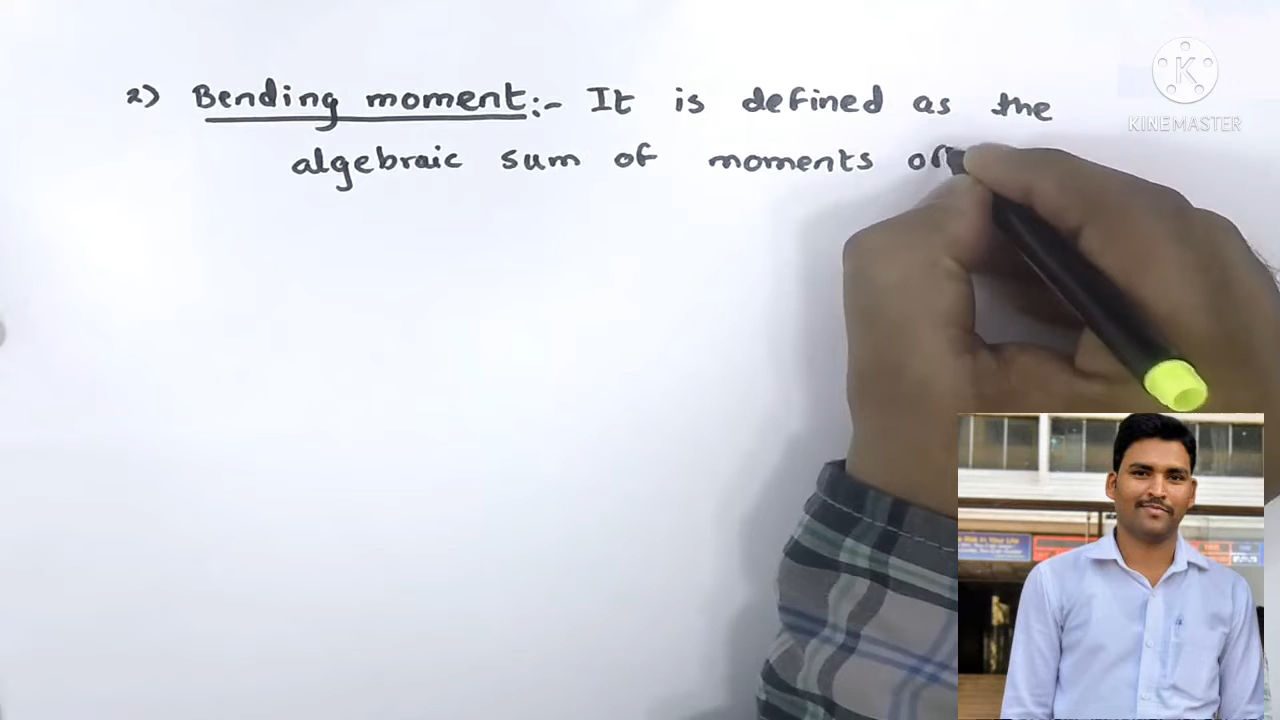 KINEMASTER
2) Bending moment:- It is defined as the
algebraic sum of moments of